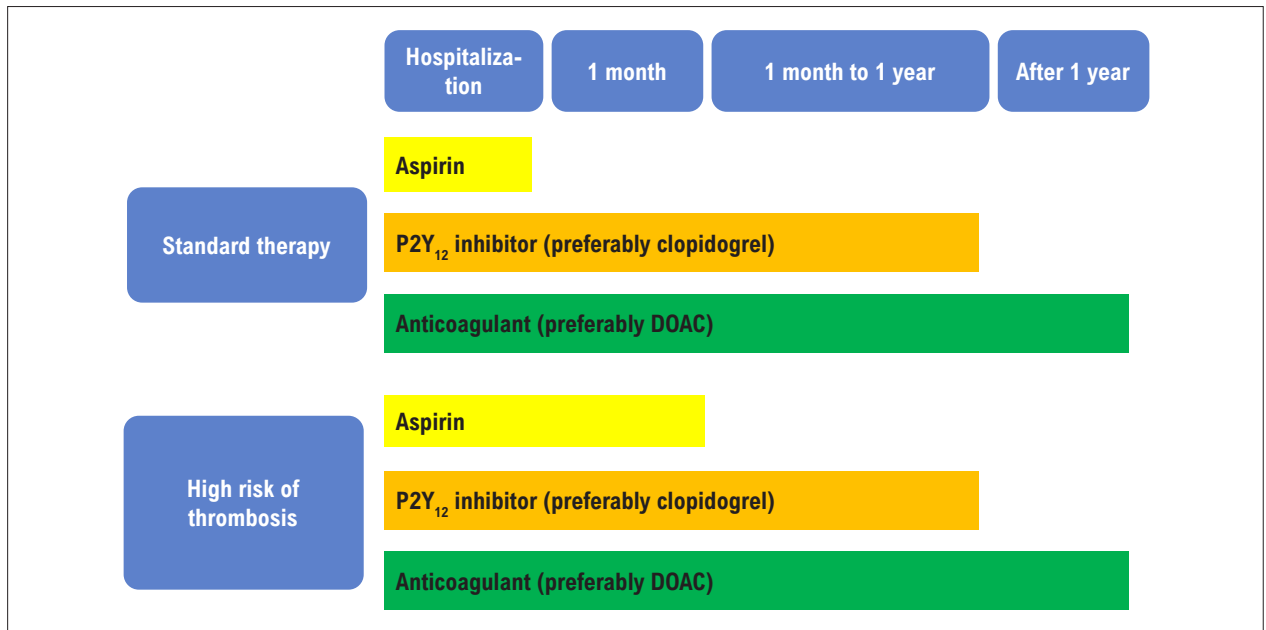 Hospitaliza-
tion
1 month
1 month to 1 year
After 1 year
Standard therapy
Aspirin
P2Y₁₂ inhibitor (preferably clopidogrel)
Anticoagulant (preferably DOAC)
High risk of
thrombosis
Aspirin
P2Y₁₂ inhibitor (preferably clopidogrel)
Anticoagulant (preferably DOAC)